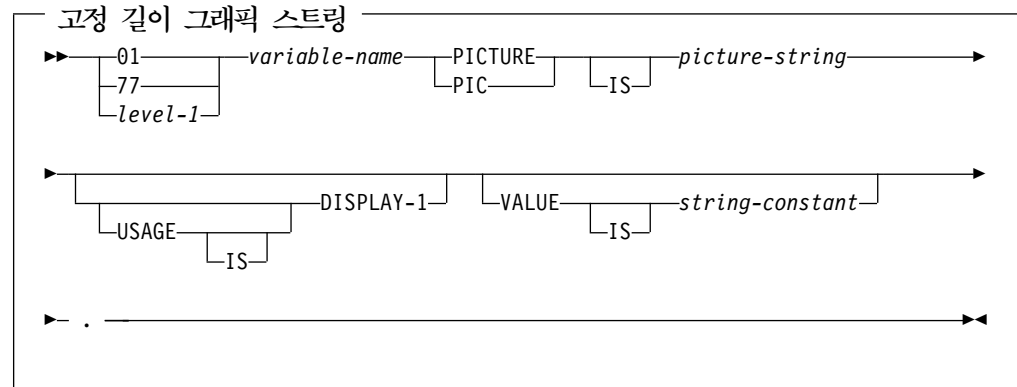 고정 길이 그래픽 스트링
01 variable-name PICTURE picture-string
77 PIC IS
level-1
DISPLAY-1 VALUE string-constant
USAGE IS
IS
.